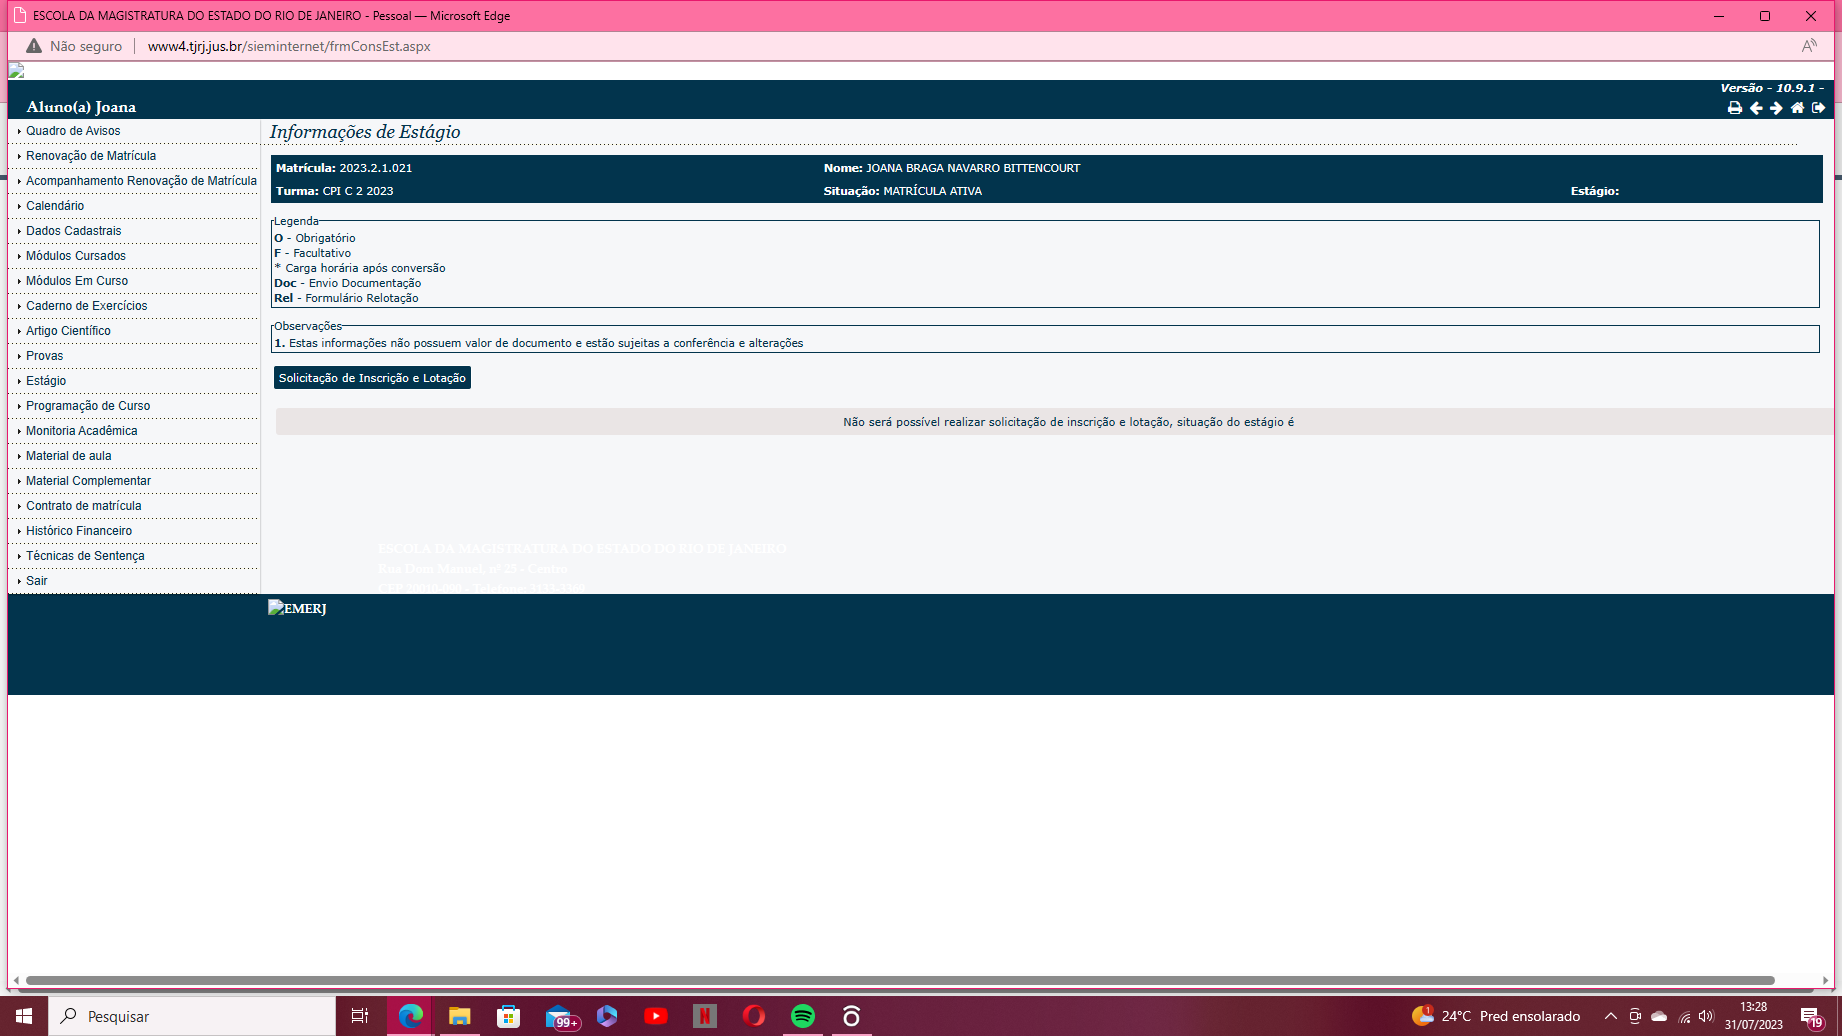 ESCOLA DA MAGISTRATURA DO ESTADO DO RIO DE JANEIRO - Pessoal — Microsoft Edge
Não seguro www4.tjrj.jus.br/sieminternet/frmConsEst.aspx
Versão - 10.9.1 -
Aluno(a) Joana
Quadro de Avisos
Renovação de Matrícula
Acompanhamento Renovação de Matrícula
Calendário
Dados Cadastrais
Módulos Cursados
Módulos Em Curso
Caderno de Exercícios
Artigo Científico
Provas
Estágio
Programação de Curso
Monitoria Acadêmica
Material de aula
Material Complementar
Contrato de matrícula
Histórico Financeiro
Técnicas de Sentença
Sair
Informações de Estágio
Matrícula: 2023.2.1.021 Nome: JOANA BRAGA NAVARRO BITTENCOURT
Turma: CPI C 2 2023 Situação: MATRÍCULA ATIVA Estágio:
Legenda
O - Obrigatório
F - Facultativo
* Carga horária após conversão
Doc - Envio Documentação
Rel - Formulário Relotação
Observações
1. Estas informações não possuem valor de documento e estão sujeitas a conferência e alterações
Solicitação de Inscrição e Lotação
Não será possível realizar solicitação de inscrição e lotação, situação do estágio é
ESCOLA DA MAGISTRATURA DO ESTADO DO RIO DE JANEIRO
Rua Dom Manuel, nº 25 - Centro
EMERJ
Pesquisar
99+
24°C Pred ensolarado
13:28
31/07/2023
19